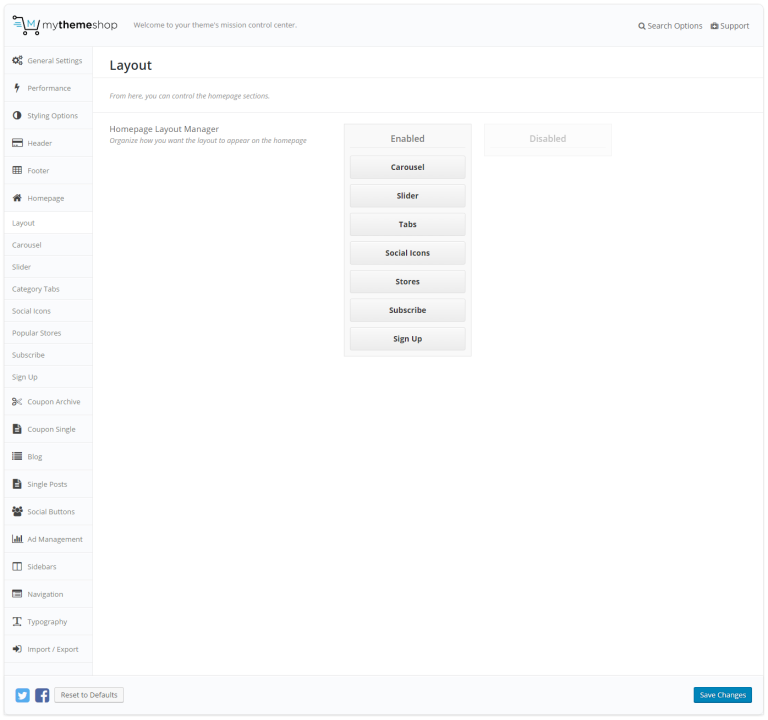 M mythemeshop
Welcome to your theme's mission control center.
Search Options
Support
General Settings
Performance
Styling Options
Header
Footer
Homepage
Layout
Carousel
Slider
Category Tabs
Social Icons
Popular Stores
Subscribe
Sign Up
Coupon Archive
Coupon Single
Blog
Single Posts
Social Buttons
Ad Management
Sidebars
Navigation
Typography
Import / Export
Layout
From here, you can control the homepage sections.
Homepage Layout Manager
Organize how you want the layout to appear on the homepage
Enabled
Carousel
Slider
Tabs
Social Icons
Stores
Subscribe
Sign Up
Disabled
Reset to Defaults
Save Changes